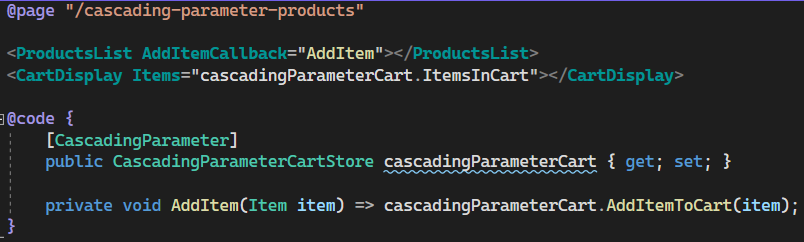 @page "/cascading-parameter-products"
<ProductsList AddItemCallback="AddItem"></ProductsList>
<CartDisplay Items="cascadingParameterCart.ItemsInCart"></CartDisplay>
@code {
[CascadingParameter]
public CascadingParameterCartStore cascadingParameterCart { get; set; }
private void AddItem(Item item) => cascadingParameterCart.AddItemToCart(item);
}